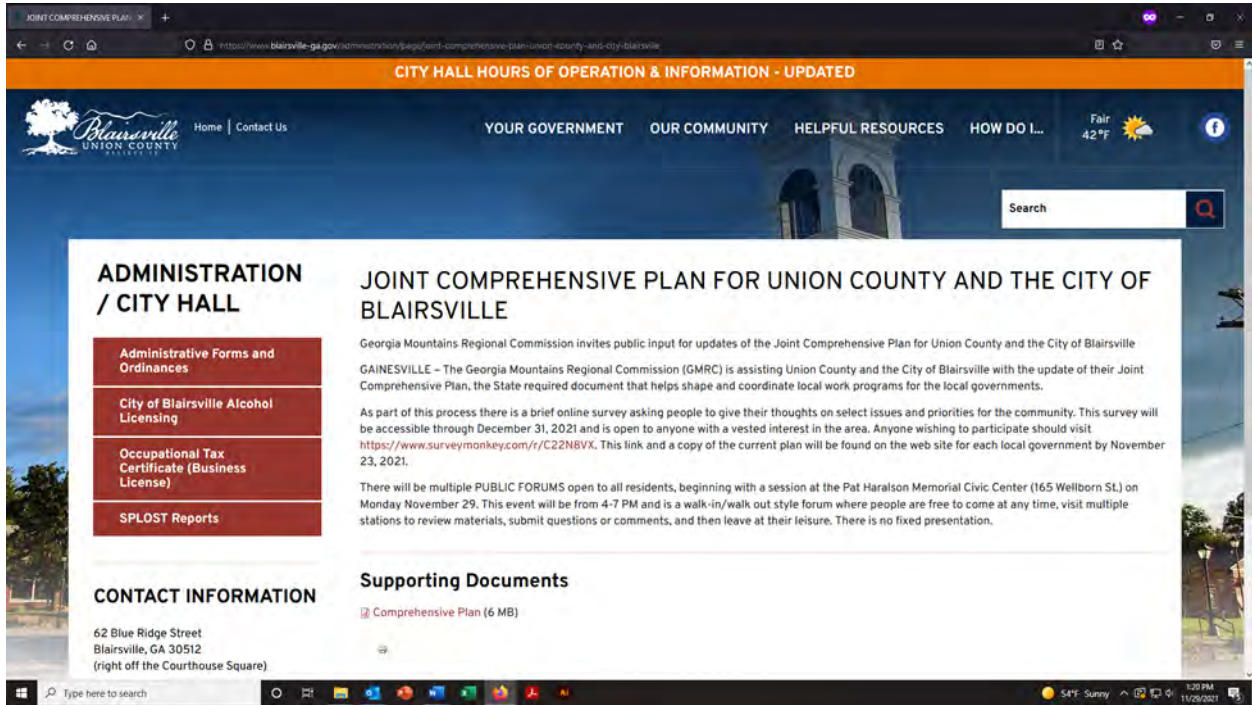 JOINT COMPREHENSIVE PLAN
https://www.blairsville-ga.gov/administration/page/joint-comprehensive-plan-union-county-and-city-blairsville
CITY HALL HOURS OF OPERATION & INFORMATION - UPDATED
Blairsville
UNION COUNTY
Home | Contact Us
YOUR GOVERNMENT
OUR COMMUNITY
HELPFUL RESOURCES
HOW DO I...
Fair
42°F
Search
ADMINISTRATION
/ CITY HALL
Administrative Forms and
Ordinances
City of Blairsville Alcohol
Licensing
Occupational Tax
Certificate (Business
License)
SPLOST Reports
CONTACT INFORMATION
62 Blue Ridge Street
Blairsville, GA 30512
(right off the Courthouse Square)
JOINT COMPREHENSIVE PLAN FOR UNION COUNTY AND THE CITY OF
BLAIRSVILLE
Georgia Mountains Regional Commission invites public input for updates of the Joint Comprehensive Plan for Union County and the City of Blairsville
GAINESVILLE – The Georgia Mountains Regional Commission (GMRC) is assisting Union County and the City of Blairsville with the update of their Joint
Comprehensive Plan, the State required document that helps shape and coordinate local work programs for the local governments.
As part of this process there is a brief online survey asking people to give their thoughts on select issues and priorities for the community. This survey will
be accessible through December 31, 2021 and is open to anyone with a vested interest in the area. Anyone wishing to participate should visit
https://www.surveymonkey.com/r/C22N8VX. This link and a copy of the current plan will be found on the web site for each local government by November
23, 2021.
There will be multiple PUBLIC FORUMS open to all residents, beginning with a session at the Pat Haralson Memorial Civic Center (165 Wellborn St.) on
Monday November 29. This event will be from 4-7 PM and is a walk-in/walk out style forum where people are free to come at any time, visit multiple
stations to review materials, submit questions or comments, and then leave at their leisure. There is no fixed presentation.
Supporting Documents
Comprehensive Plan (6 MB)
Type here to search
54°F Sunny
1:20 PM
11/29/2021